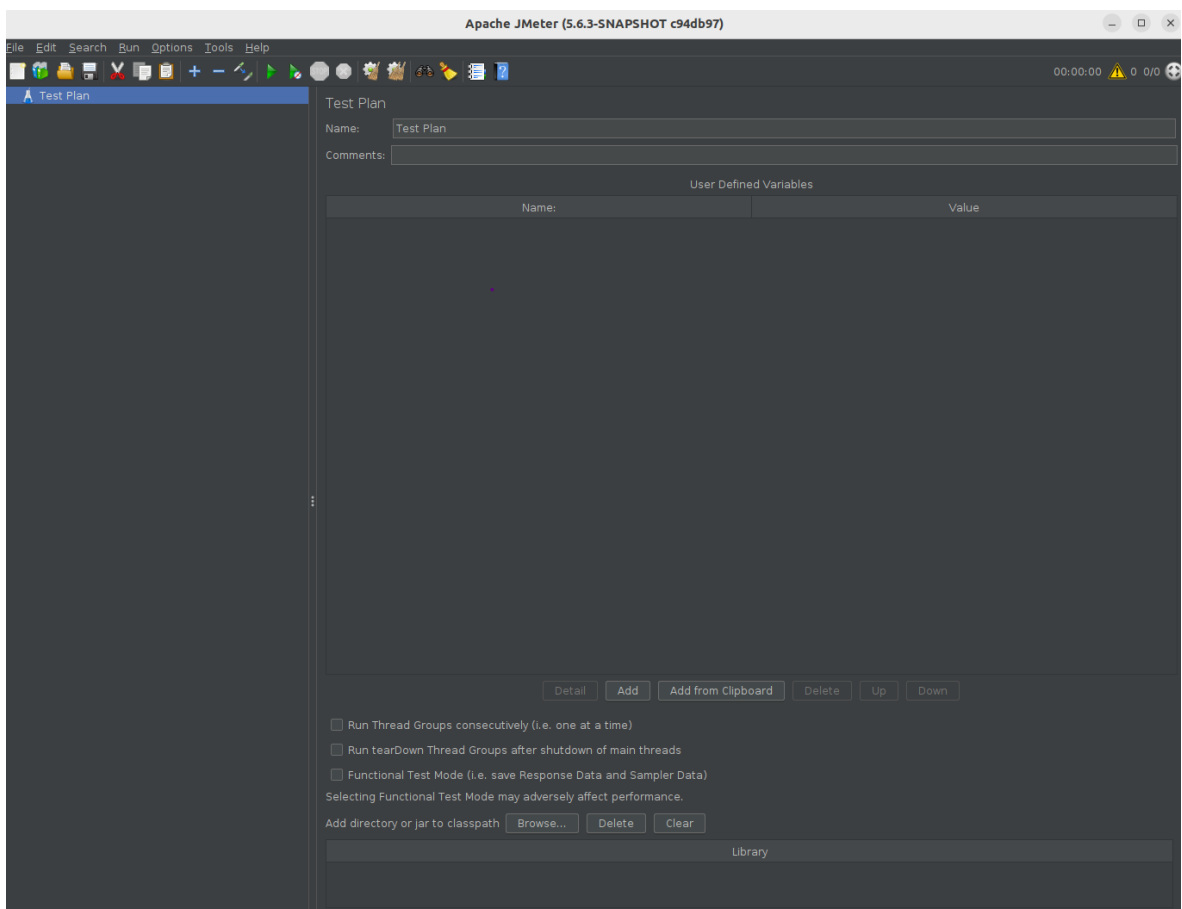 Apache JMeter (5.6.3-SNAPSHOT c94db97)
File Edit Search Run Options Tools Help
00:00:00 0 0/0
Test Plan
Test Plan
Name: Test Plan
Comments:
User Defined Variables
Name: Value
Detail Add Add from Clipboard Delete Up Down
Run Thread Groups consecutively (i.e. one at a time)
Run tearDown Thread Groups after shutdown of main threads
Functional Test Mode (i.e. save Response Data and Sampler Data)
Selecting Functional Test Mode may adversely affect performance.
Add directory or jar to classpath Browse... Delete Clear
Library